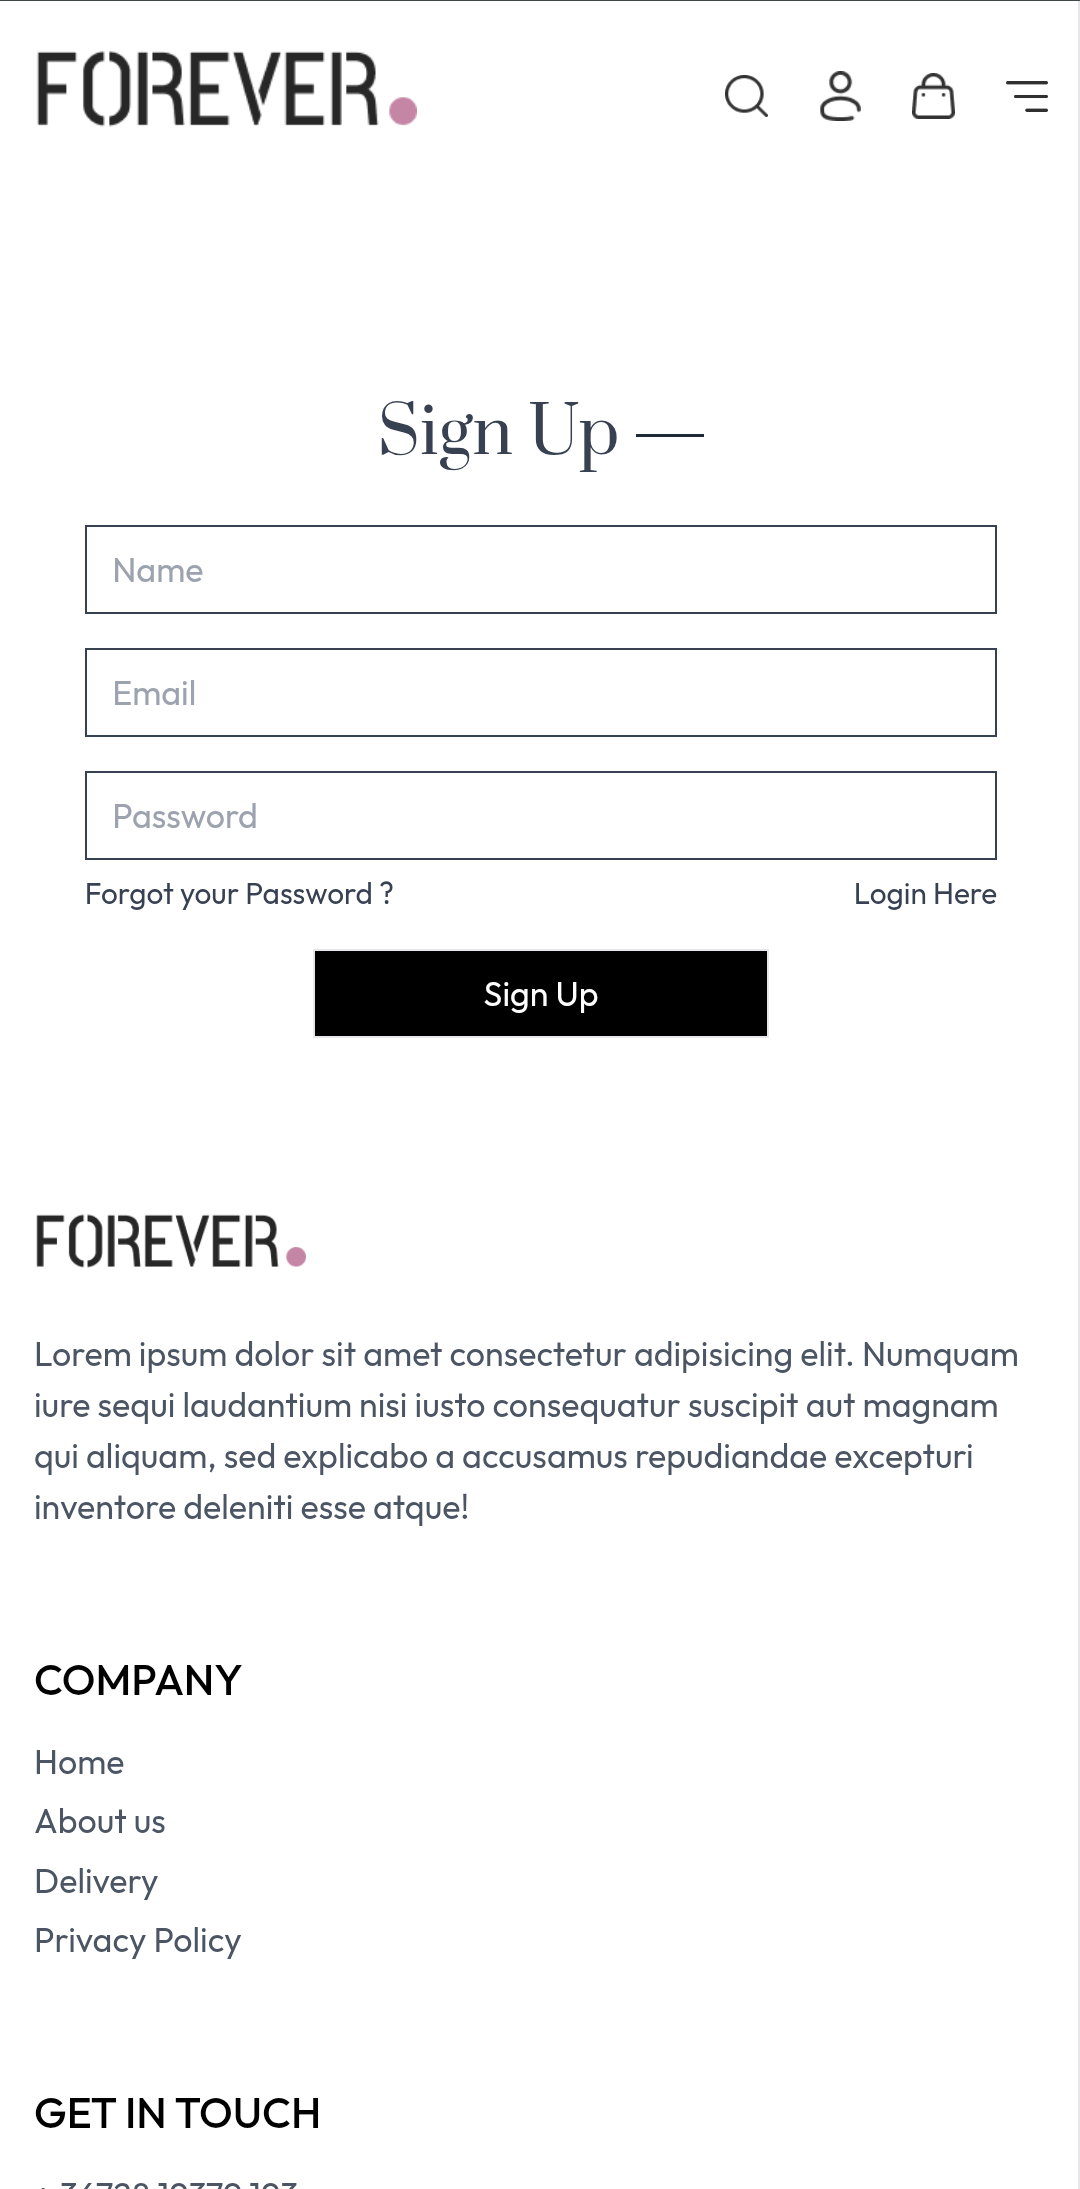 FOREVER.
Sign Up —
Name
Email
Password
Forgot your Password ? Login Here
Sign Up
FOREVER.
Lorem ipsum dolor sit amet consectetur adipisicing elit. Numquam
iure sequi laudantium nisi iusto consequatur suscipit aut magnam
qui aliquam, sed explicabo a accusamus repudiandae excepturi
inventore deleniti esse atque!
COMPANY
Home
About us
Delivery
Privacy Policy
GET IN TOUCH